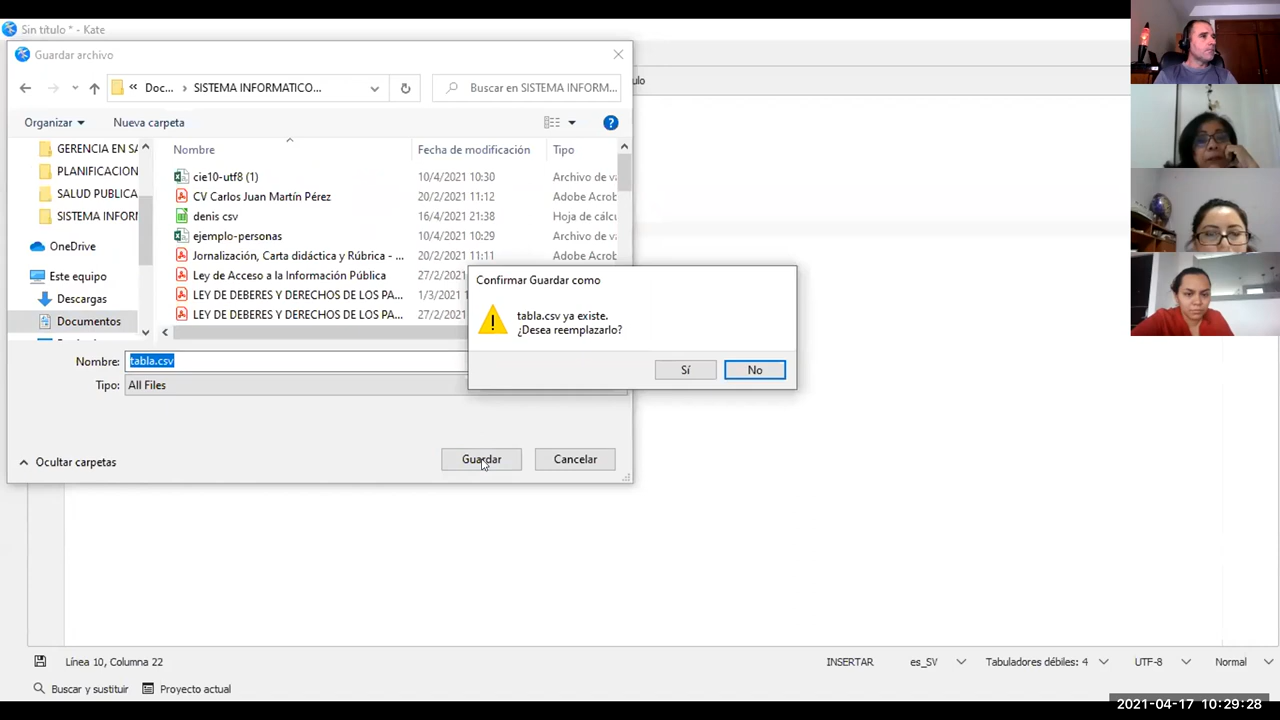 Sin título * - Kate
Guardar archivo
Doc... SISTEMA INFORMATICO...
Buscar en SISTEMA INFORM...
ulo
Organizar
Nueva carpeta
GERENCIA EN SA
PLANIFICACION
SALUD PUBLICA
SISTEMA INFOR
OneDrive
Este equipo
Descargas
Documentos
Nombre Fecha de modificación Tipo
cie10-utf8 (1) 10/4/2021 10:30 Archivo de va
CV Carlos Juan Martín Pérez 20/2/2021 11:12 Adobe Acrob
denis csv 16/4/2021 21:38 Hoja de cálcu
ejemplo-personas 10/4/2021 10:29 Archivo de va
Jornalización, Carta didáctica y Rúbrica - ... 20/2/2021 11:11 Adobe Acrob
Ley de Acceso a la Información Pública 27/2
LEY DE DEBERES Y DERECHOS DE LOS PA... 1/3/2021 1
LEY DE DEBERES Y DERECHOS DE LOS PA... 27/2
Nombre: tabla.csv
Tipo: All Files
Ocultar carpetas
Guardar
Cancelar
Confirmar Guardar como
tabla.csv ya existe.
¿Desea reemplazarlo?
Sí
No
Línea 10, Columna 22
INSERTAR
es_SV
Tabuladores débiles: 4
UTF-8
Normal
Buscar y sustituir
Proyecto actual
2021-04-17 10:29:28